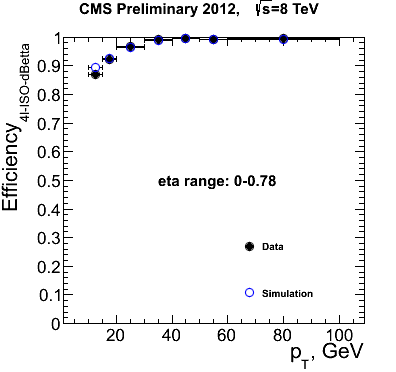 CMS Preliminary 2012, √s=8 TeV
Efficiency4l-ISO-dBetta
1
0.9
0.8
0.7
0.6
0.5
0.4
0.3
0.2
0.1
0
eta range: 0-0.78
Data
Simulation
20 40 60 80 100
pT, GeV